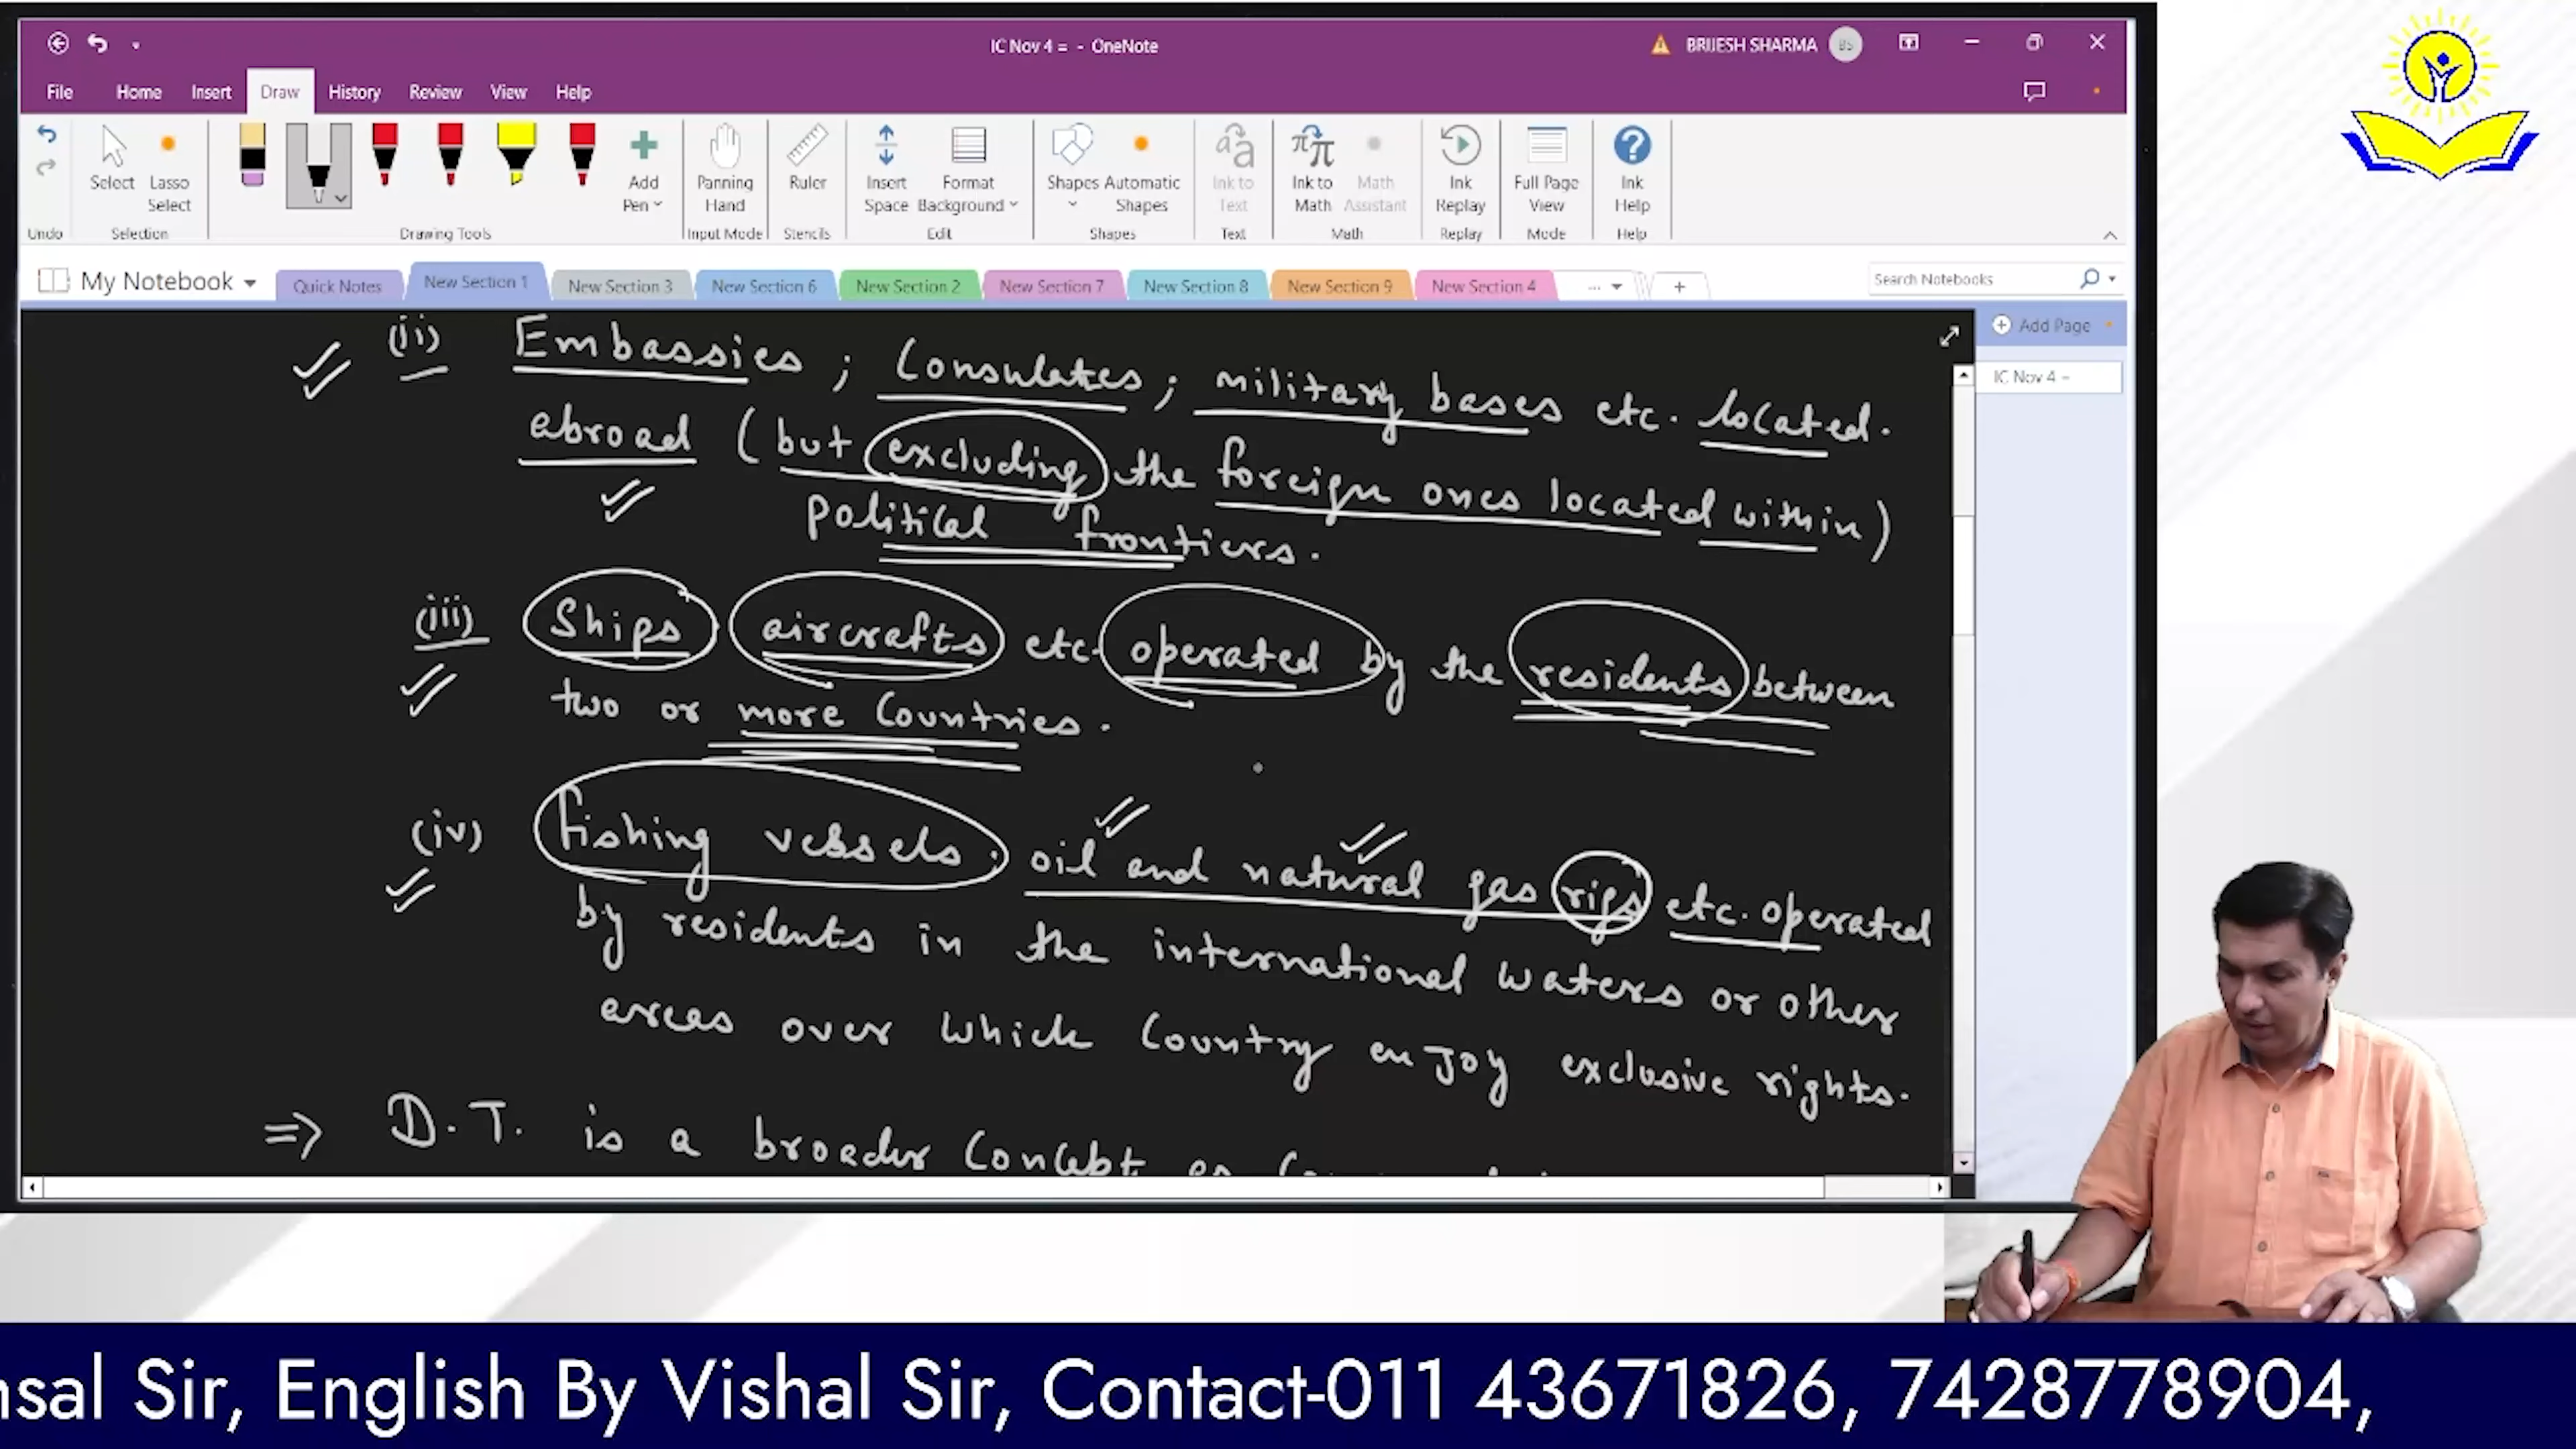 IC Nov 4 = - OneNote
BRIJESH SHARMA BS
File Home Insert Draw History Review View Help
Undo
Select
Lasso Select
Selection
Drawing Tools
Add Pen
Panning Hand
Input Mode
Ruler
Stencils
Insert Space
Format Background
Edit
Shapes
Automatic Shapes
Shapes
Ink to Text
Text
Ink to Math
Math Assistant
Math
Ink Replay
Replay
Full Page View
Mode
Ink Help
Help
My Notebook Quick Notes New Section 1 New Section 3 New Section 6 New Section 2 New Section 7 New Section 8 New Section 9 New Section 4 ... + Search Notebooks
Add Page
IC Nov 4 =
(ii) Embassies ; Consulates ; military bases etc. located.
abroad (but excluding the foreign ones located within)
political frontiers.
(iii) Ships aircrafts etc. operated by the residents between
two or more Countries.
(iv) fishing vessels, oil and natural gas rigs etc. operated
by residents in the international waters or other
areas over which Country enjoy exclusive rights.
=> D.T. is a broader Concept as
nsal Sir, English By Vishal Sir, Contact-011 43671826, 7428778904,